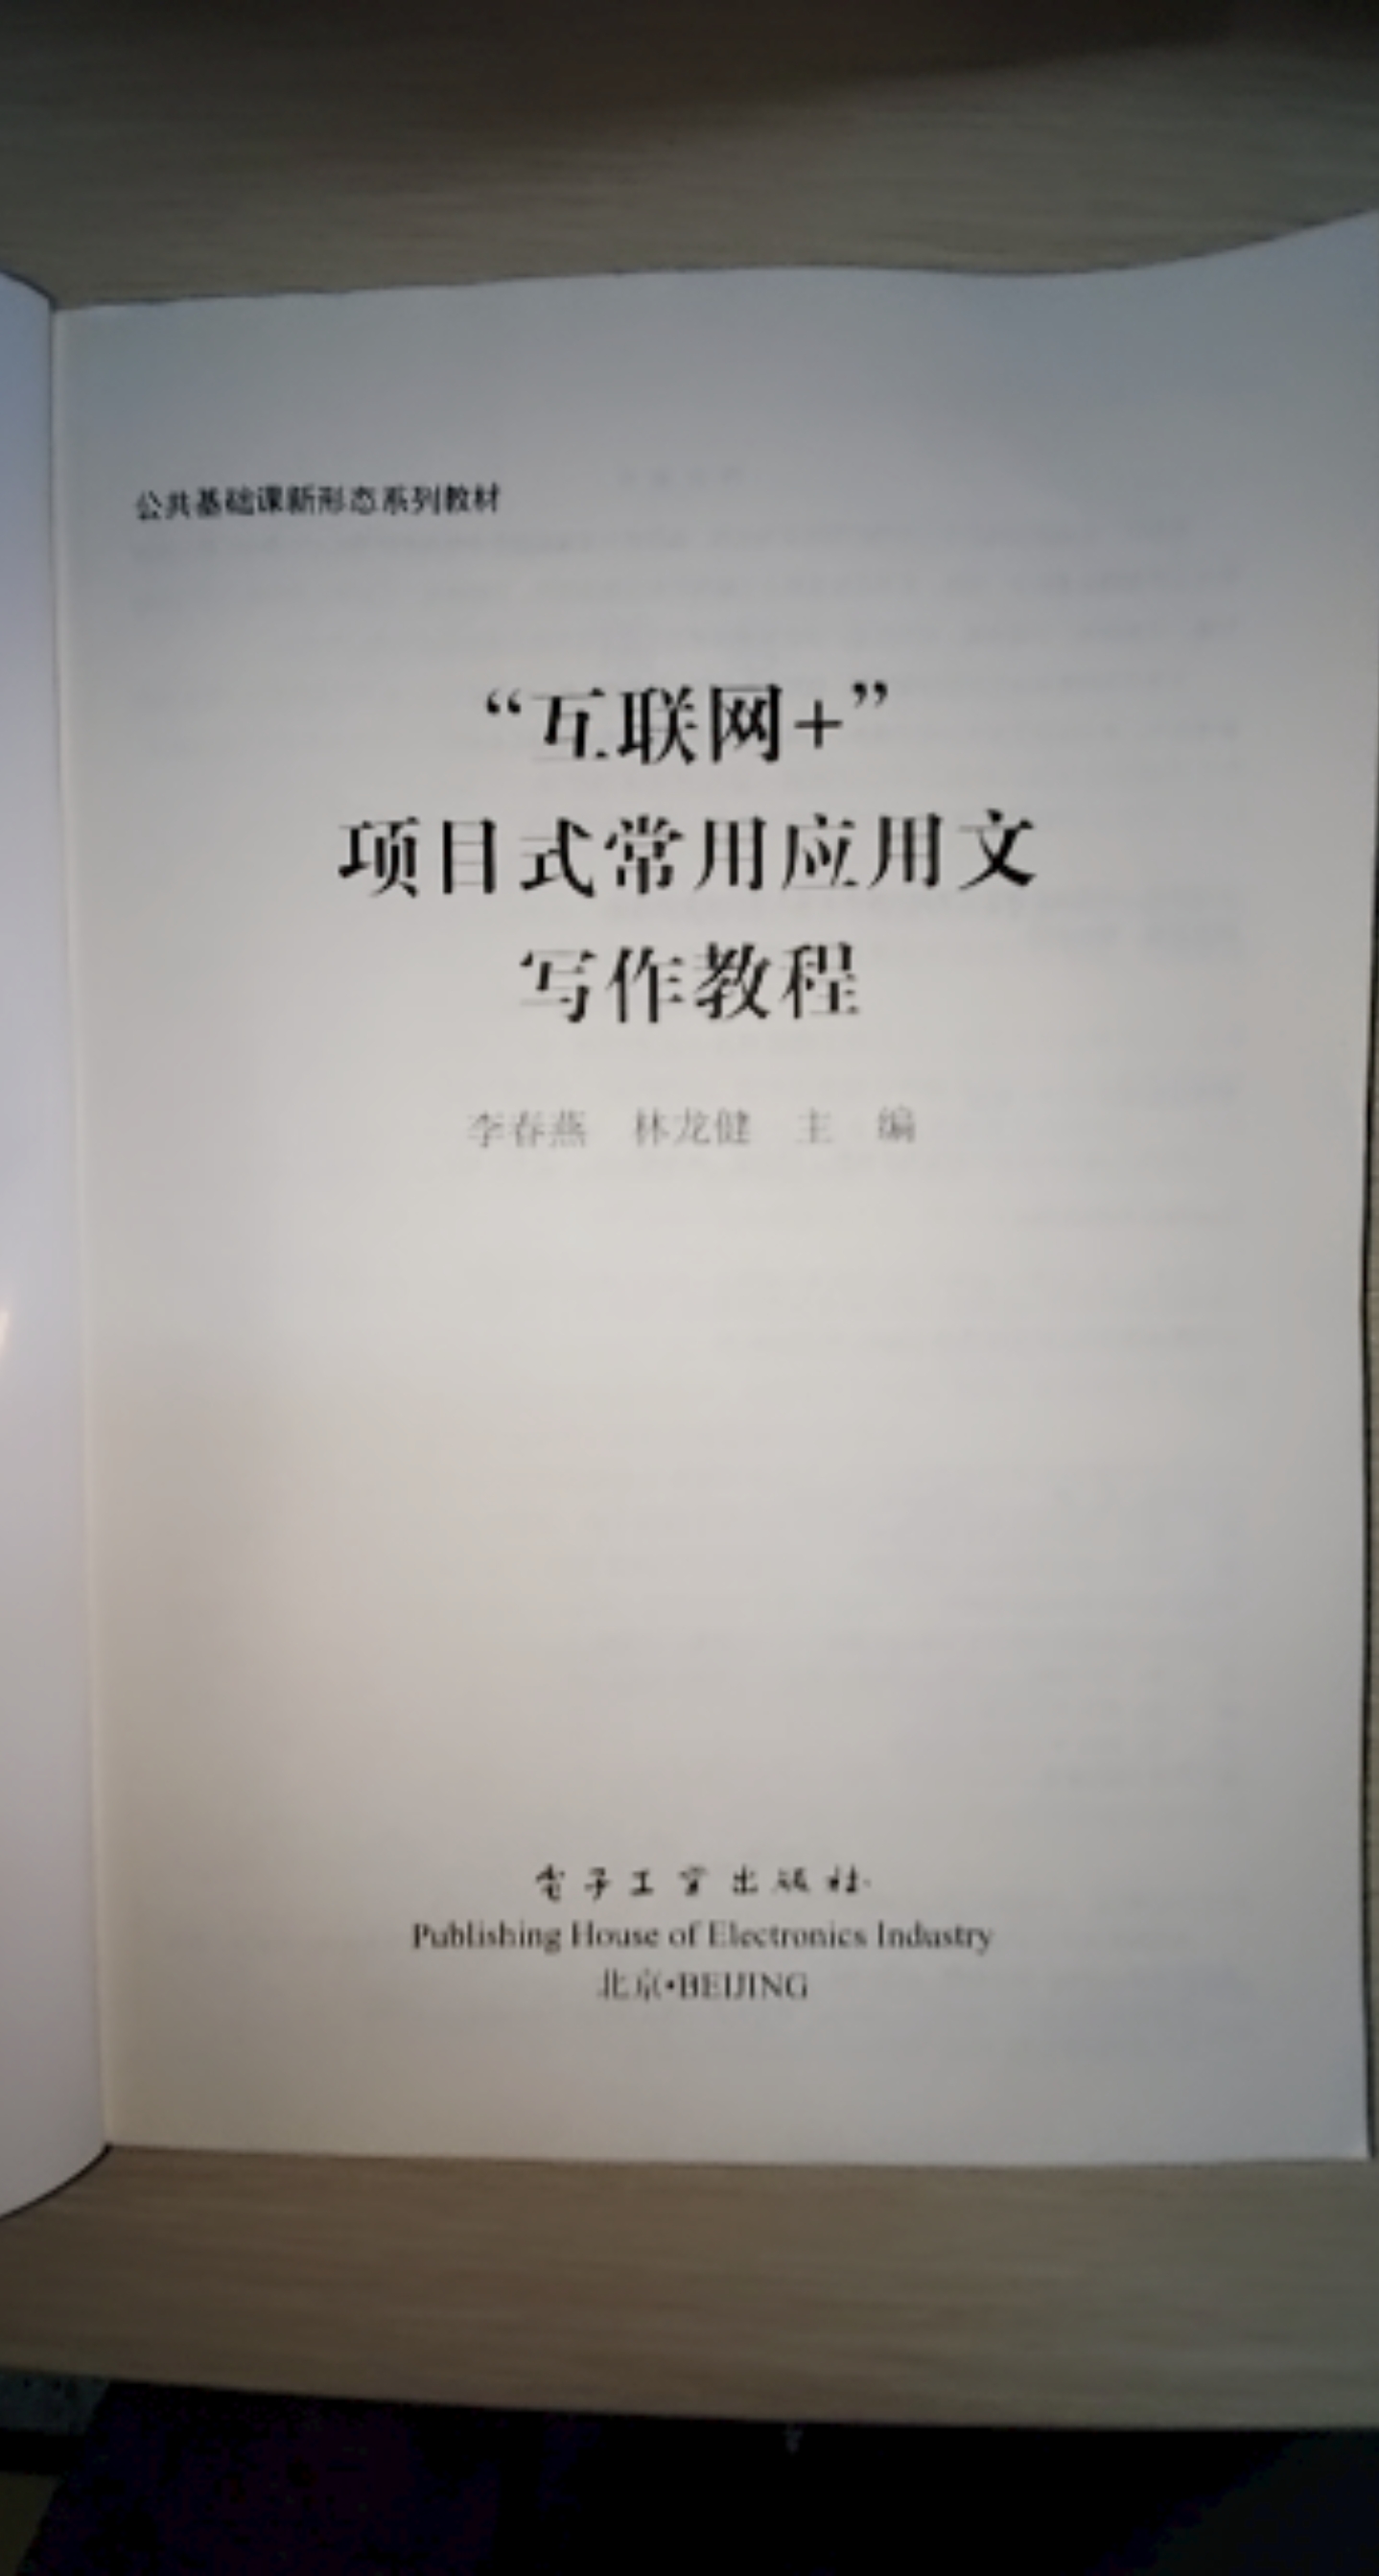 公共基础课新形态系列教材
“互联网+”
项目式常用应用文
写作教程
李春燕 林龙健 主 编
电子工业出版社
Publishing House of Electronics Industry
北京·BEIJING